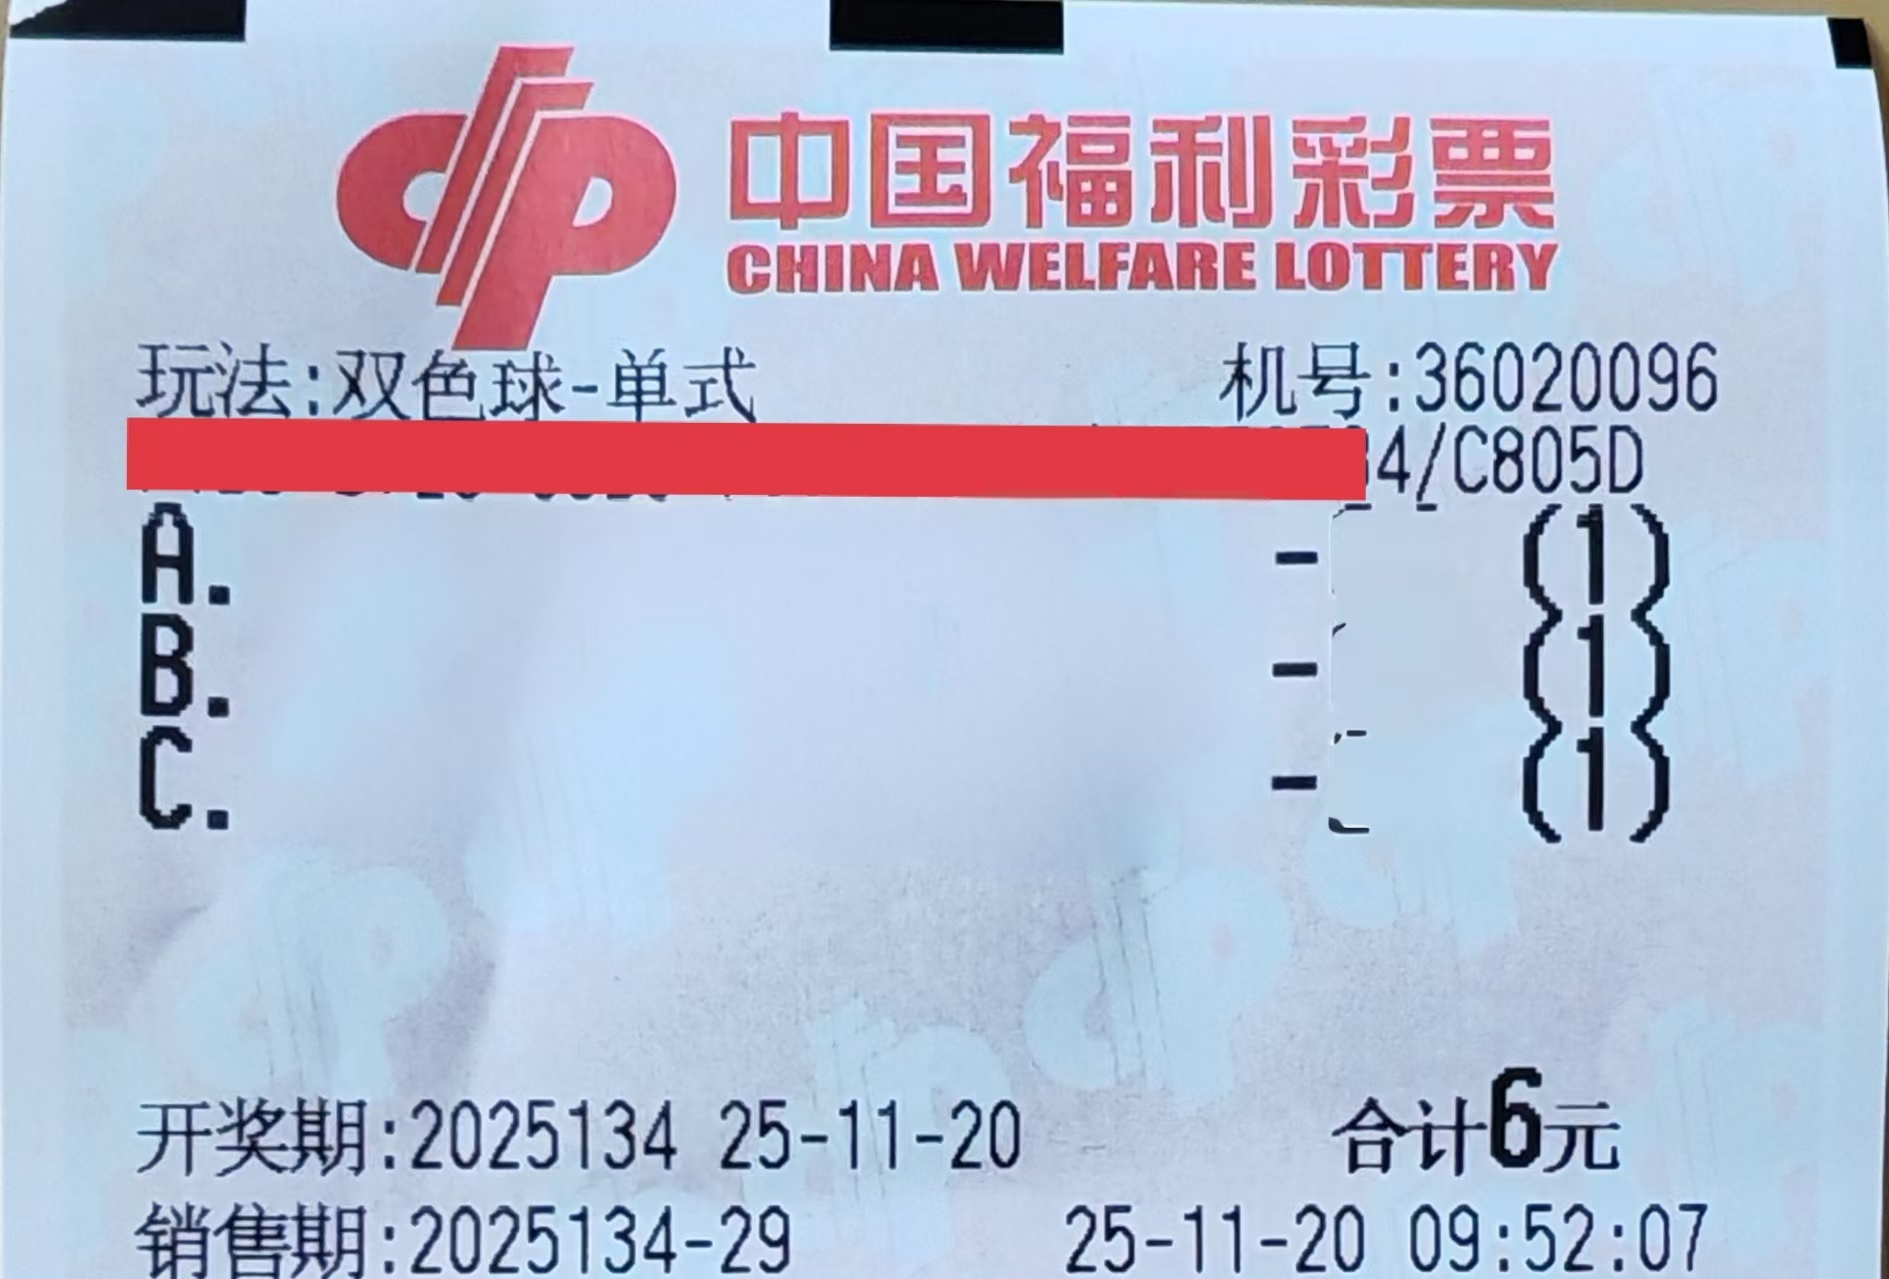 中国福利彩票
CHINA WELFARE LOTTERY
玩法:双色球-单式 机号:36020096
4/C805D
A. - (1)
B. - (1)
C. - (1)
开奖期:2025134 25-11-20 合计6元
销售期:2025134-29 25-11-20 09:52:07